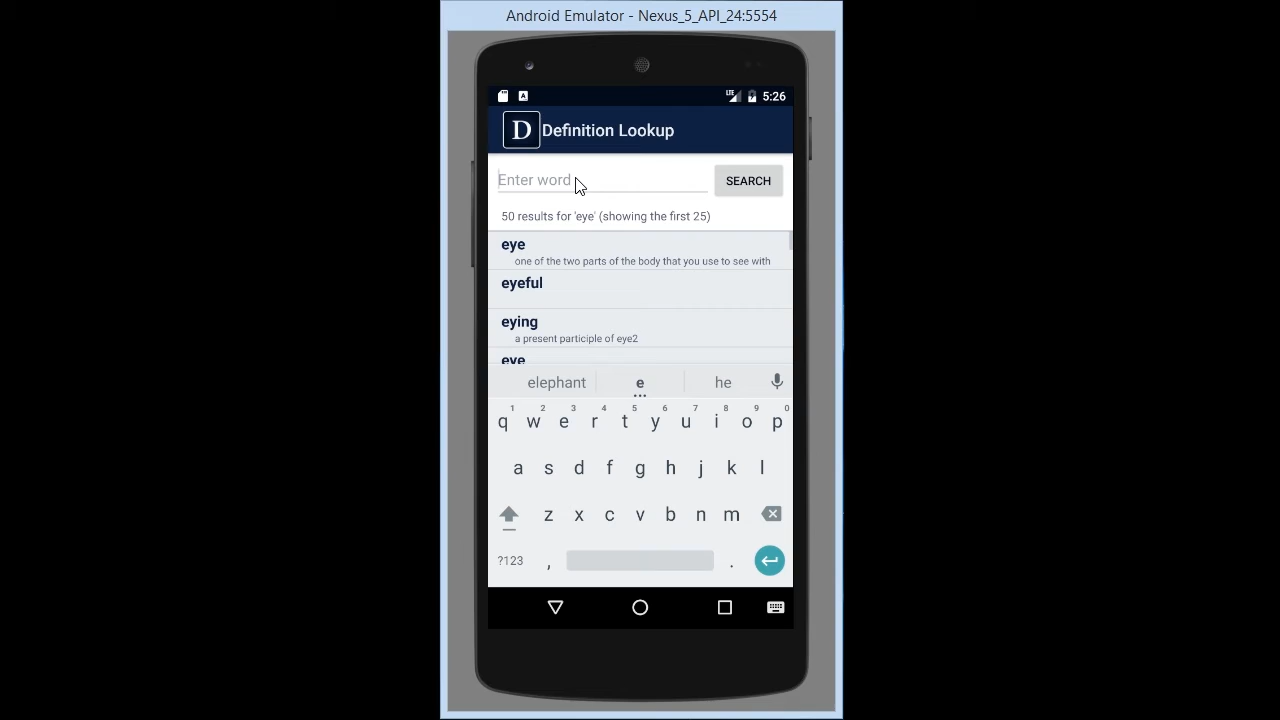 Android Emulator - Nexus_5_API_24:5554
A LTE 5:26
D Definition Lookup
Enter word SEARCH
50 results for 'eye' (showing the first 25)
eye
one of the two parts of the body that you use to see with
eyeful
eying
a present participle of eye2
eye
elephant e he
1 2 3 4 5 6 7 8 9 0
q w e r t y u i o p
a s d f g h j k l
z x c v b n m
?123 , .